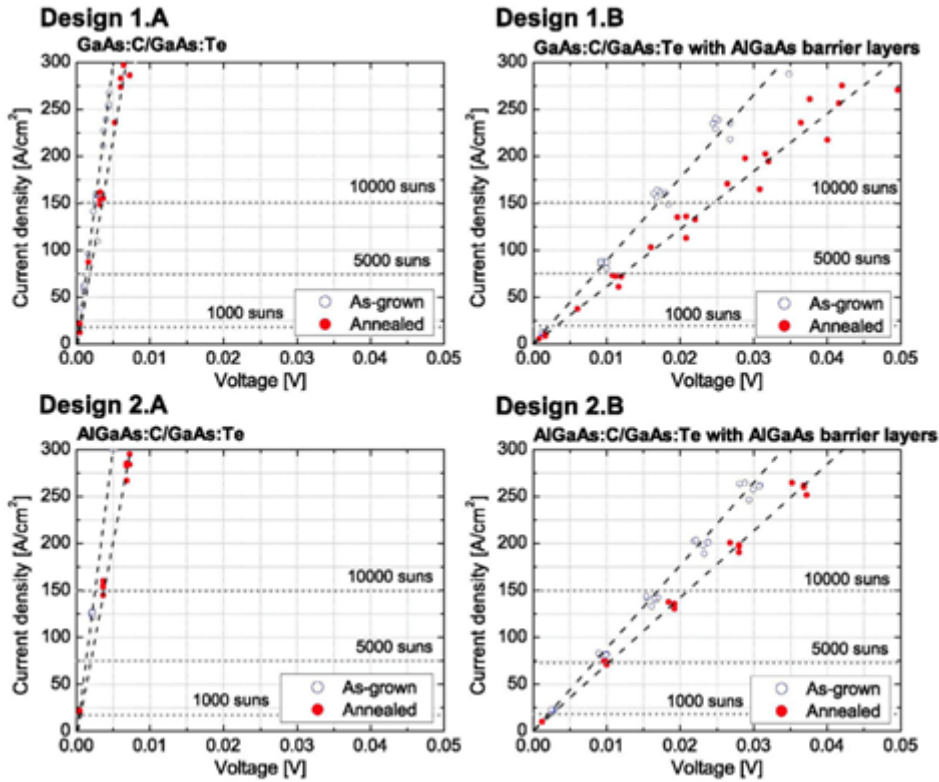 Design 1.A
GaAs:C/GaAs:Te
Current density [A/cm²]
300
250
200
150
100
50
0
10000 suns
5000 suns
1000 suns
As-grown
Annealed
0.00 0.01 0.02 0.03 0.04 0.05
Voltage [V]
Design 1.B
GaAs:C/GaAs:Te with AlGaAs barrier layers
Current density [A/cm²]
300
250
200
150
100
50
0
10000 suns
5000 suns
1000 suns
As-grown
Annealed
0.00 0.01 0.02 0.03 0.04 0.05
Voltage [V]
Design 2.A
AlGaAs:C/GaAs:Te
Current density [A/cm²]
300
250
200
150
100
50
0
10000 suns
5000 suns
1000 suns
As-grown
Annealed
0.00 0.01 0.02 0.03 0.04 0.05
Voltage [V]
Design 2.B
AlGaAs:C/GaAs:Te with AlGaAs barrier layers
Current density [A/cm²]
300
250
200
150
100
50
0
10000 suns
5000 suns
1000 suns
As-grown
Annealed
0.00 0.01 0.02 0.03 0.04 0.05
Voltage [V]